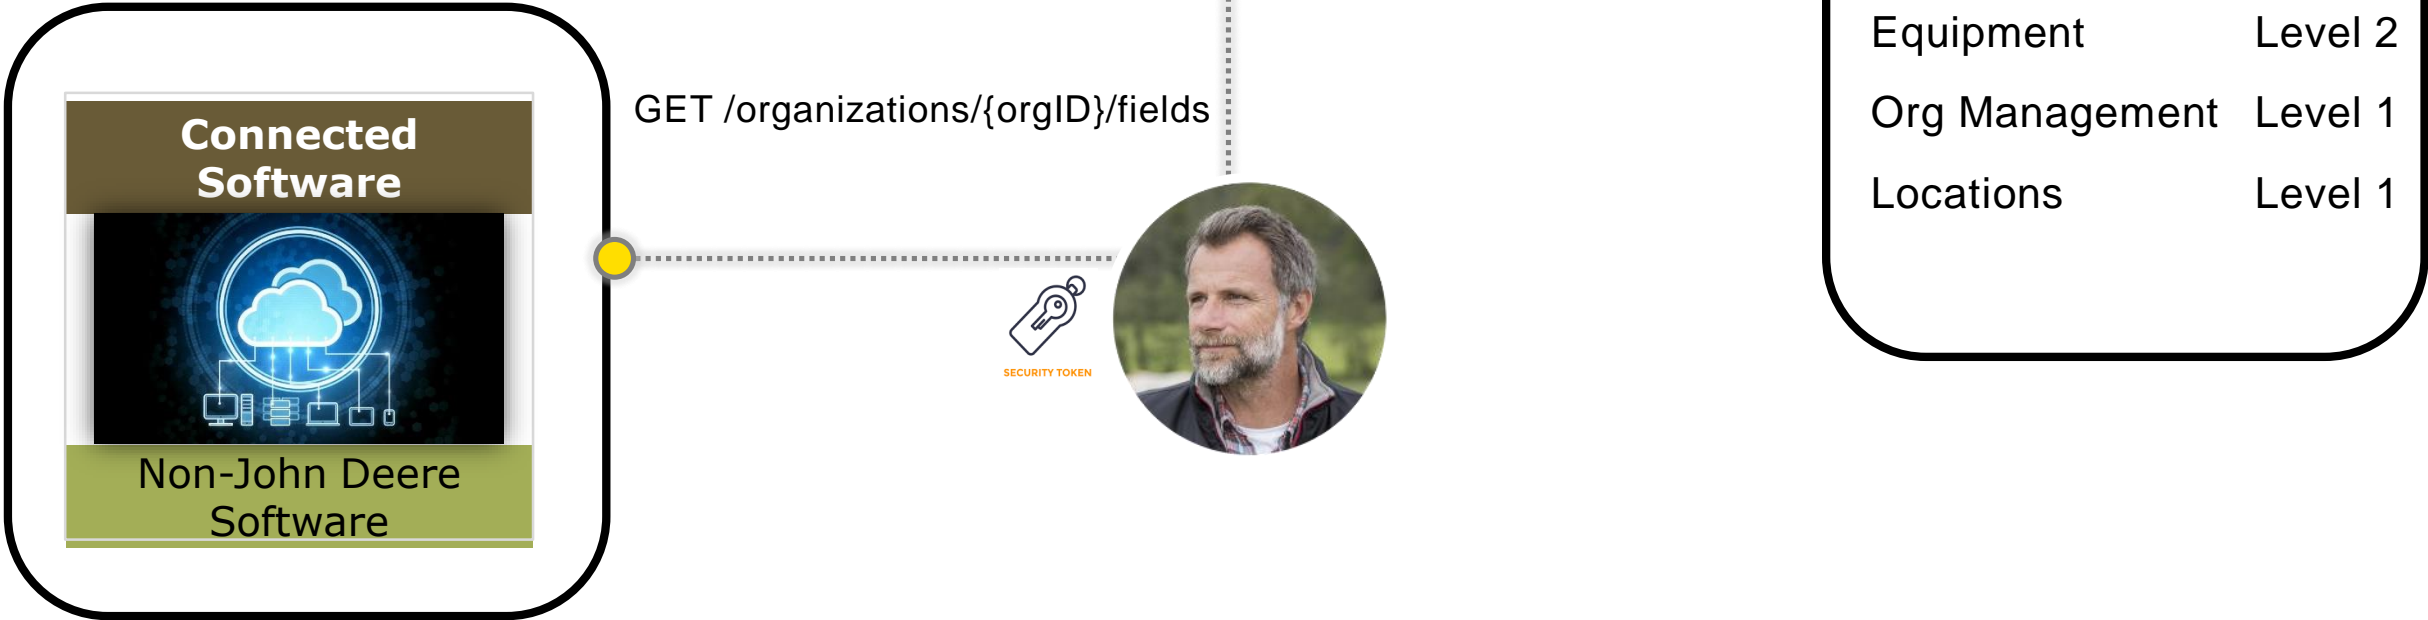 Connected
Software
Non-John Deere
Software
GET /organizations/{orgID}/fields
SECURITY TOKEN
Equipment Level 2
Org Management Level 1
Locations Level 1